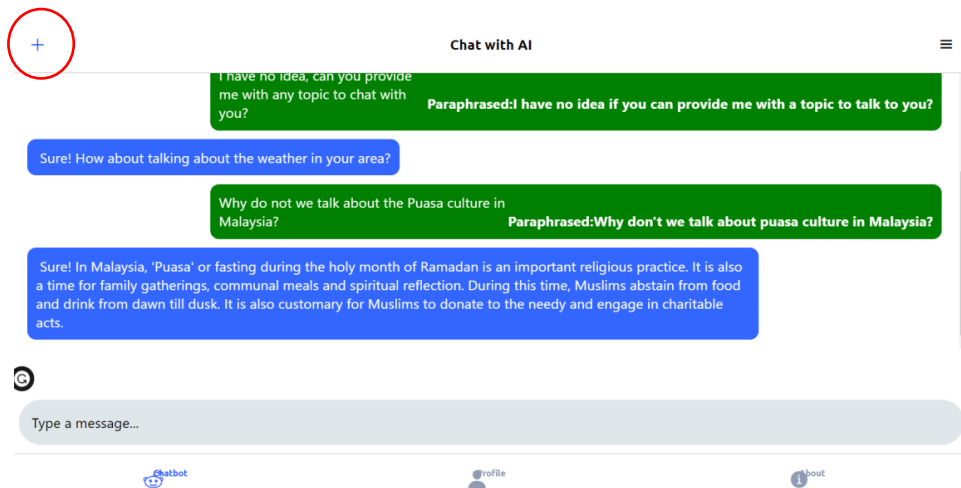 +
Chat with AI
I have no idea, can you provide
me with any topic to chat with
you?
Paraphrased:I have no idea if you can provide me with a topic to talk to you?
Sure! How about talking about the weather in your area?
Why do not we talk about the Puasa culture in
Malaysia?
Paraphrased:Why don't we talk about puasa culture in Malaysia?
Sure! In Malaysia, 'Puasa' or fasting during the holy month of Ramadan is an important religious practice. It is also
a time for family gatherings, communal meals and spiritual reflection. During this time, Muslims abstain from food
and drink from dawn till dusk. It is also customary for Muslims to donate to the needy and engage in charitable
acts.
G
Type a message...
Chatbot
Profile
About